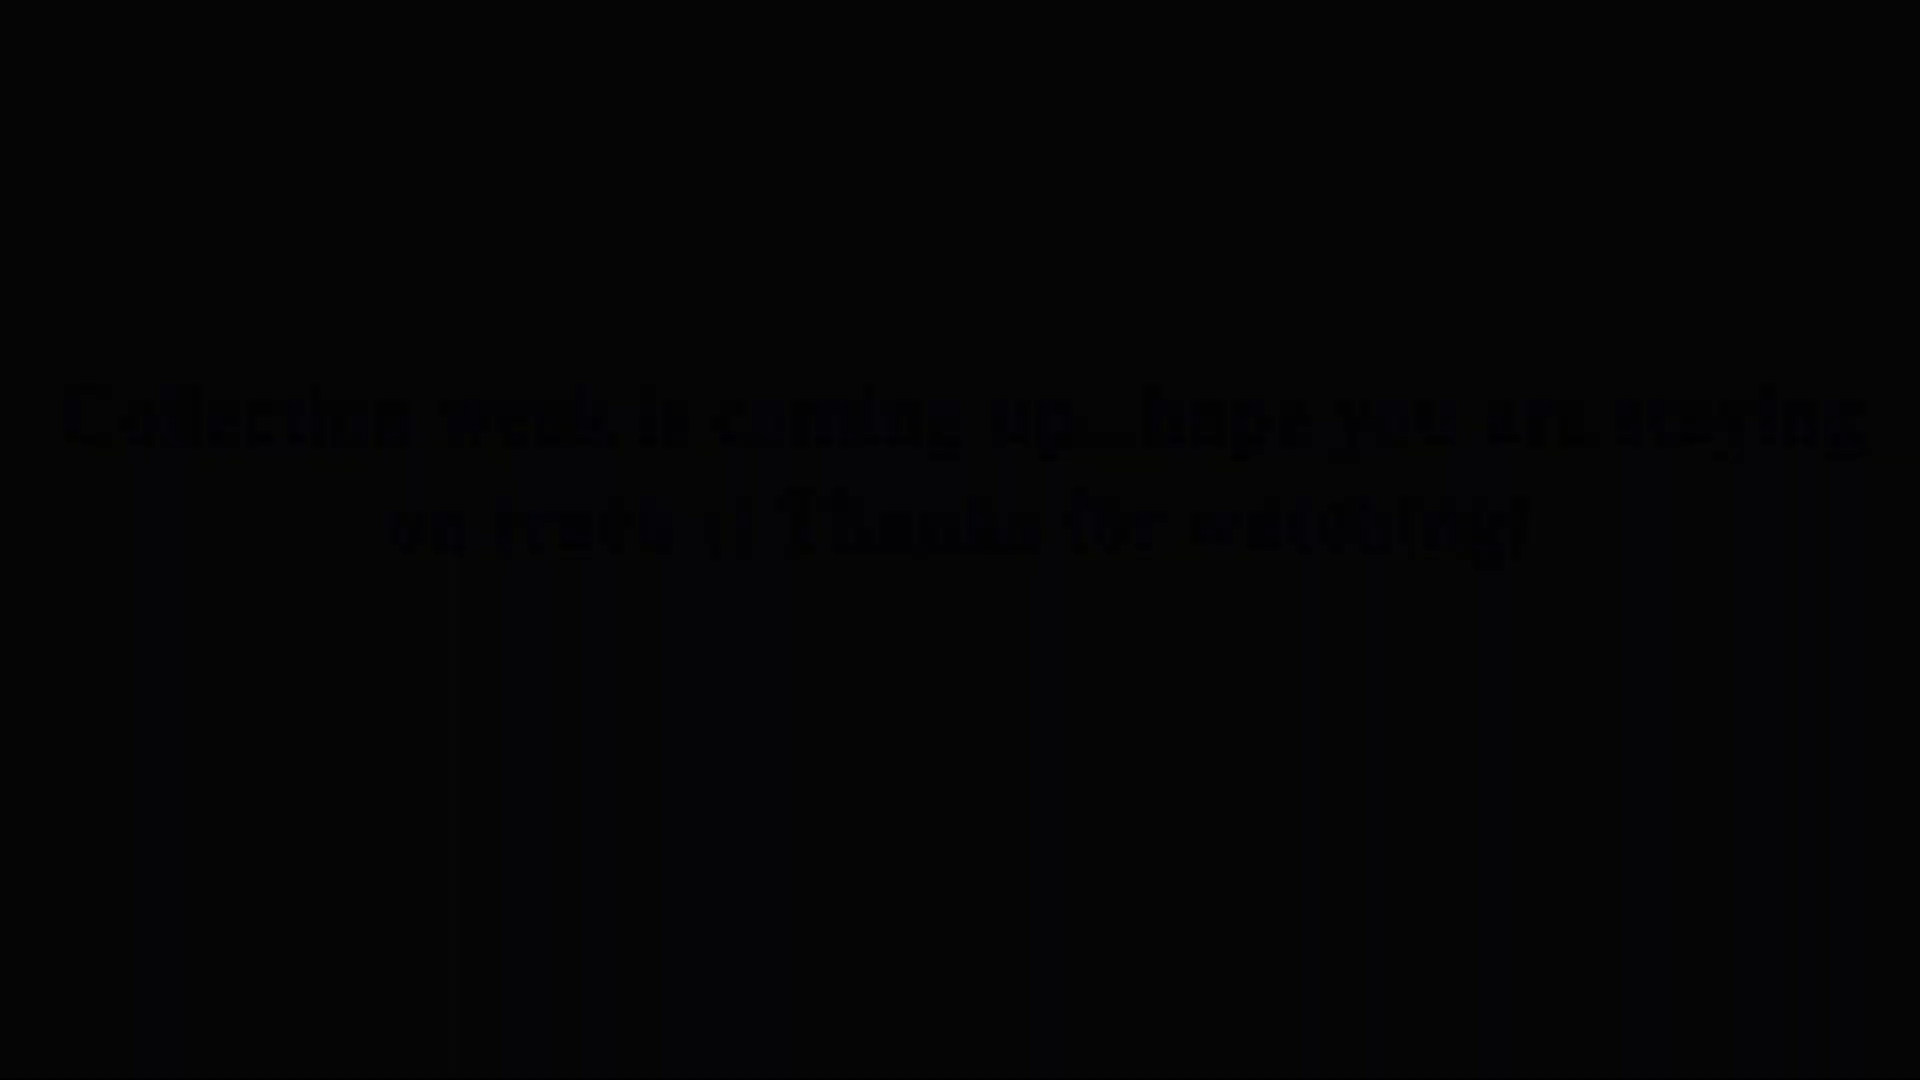 Collection week is coming up...hope you are staying
on track :) Thanks for watching!